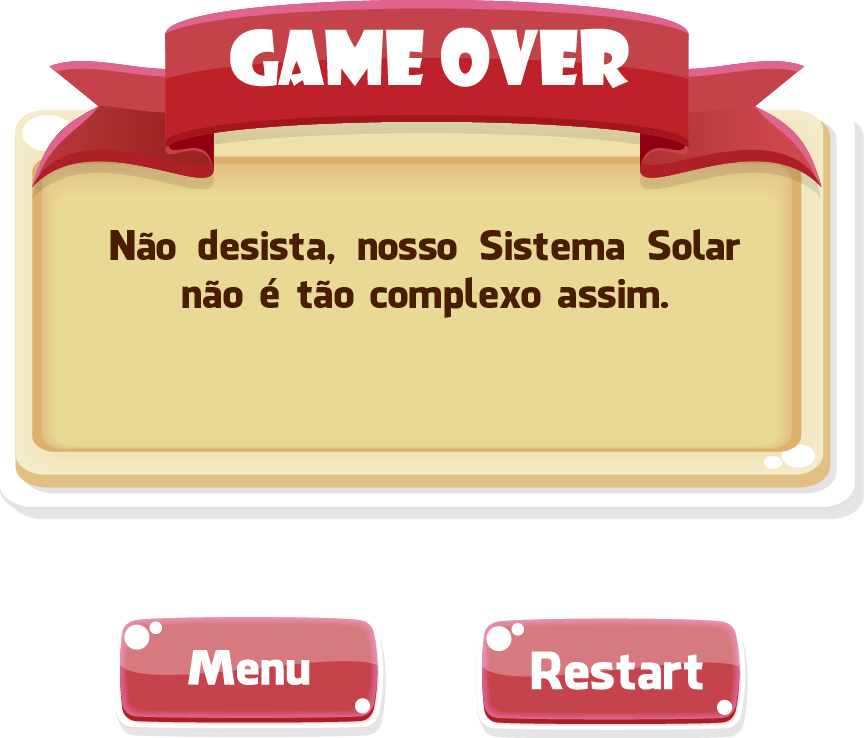 GAME OVER
Não desista, nosso Sistema Solar
não é tão complexo assim.
Menu
Restart